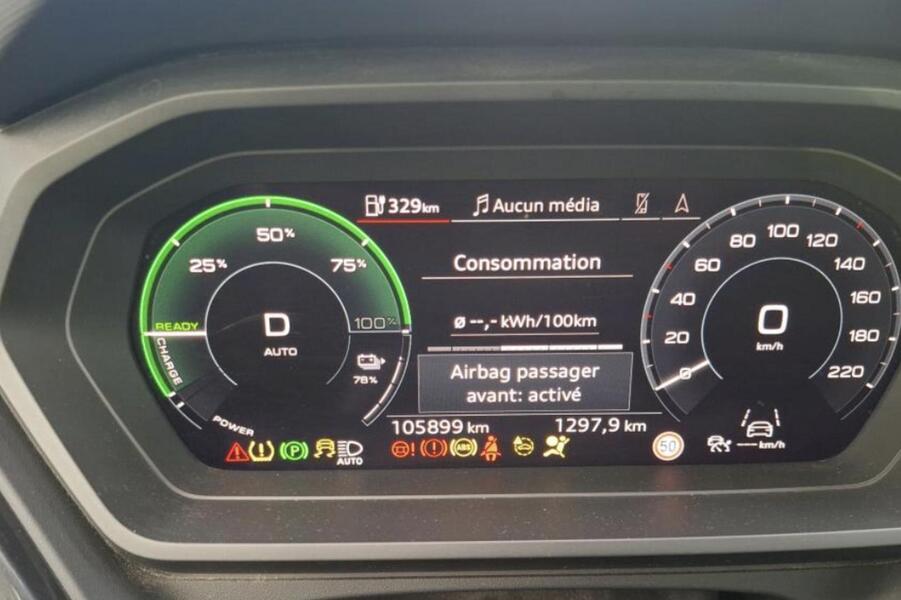 329km
Aucun média
Consommation
ø --,- kWh/100km
Airbag passager
avant: activé
105899 km
1297,9 km
25%
50%
75%
100%
READY
CHARGE
POWER
D
AUTO
78%
0
20
40
60
80
100
120
140
160
180
220
0
km/h
P
AUTO
ABS
50
--- km/h